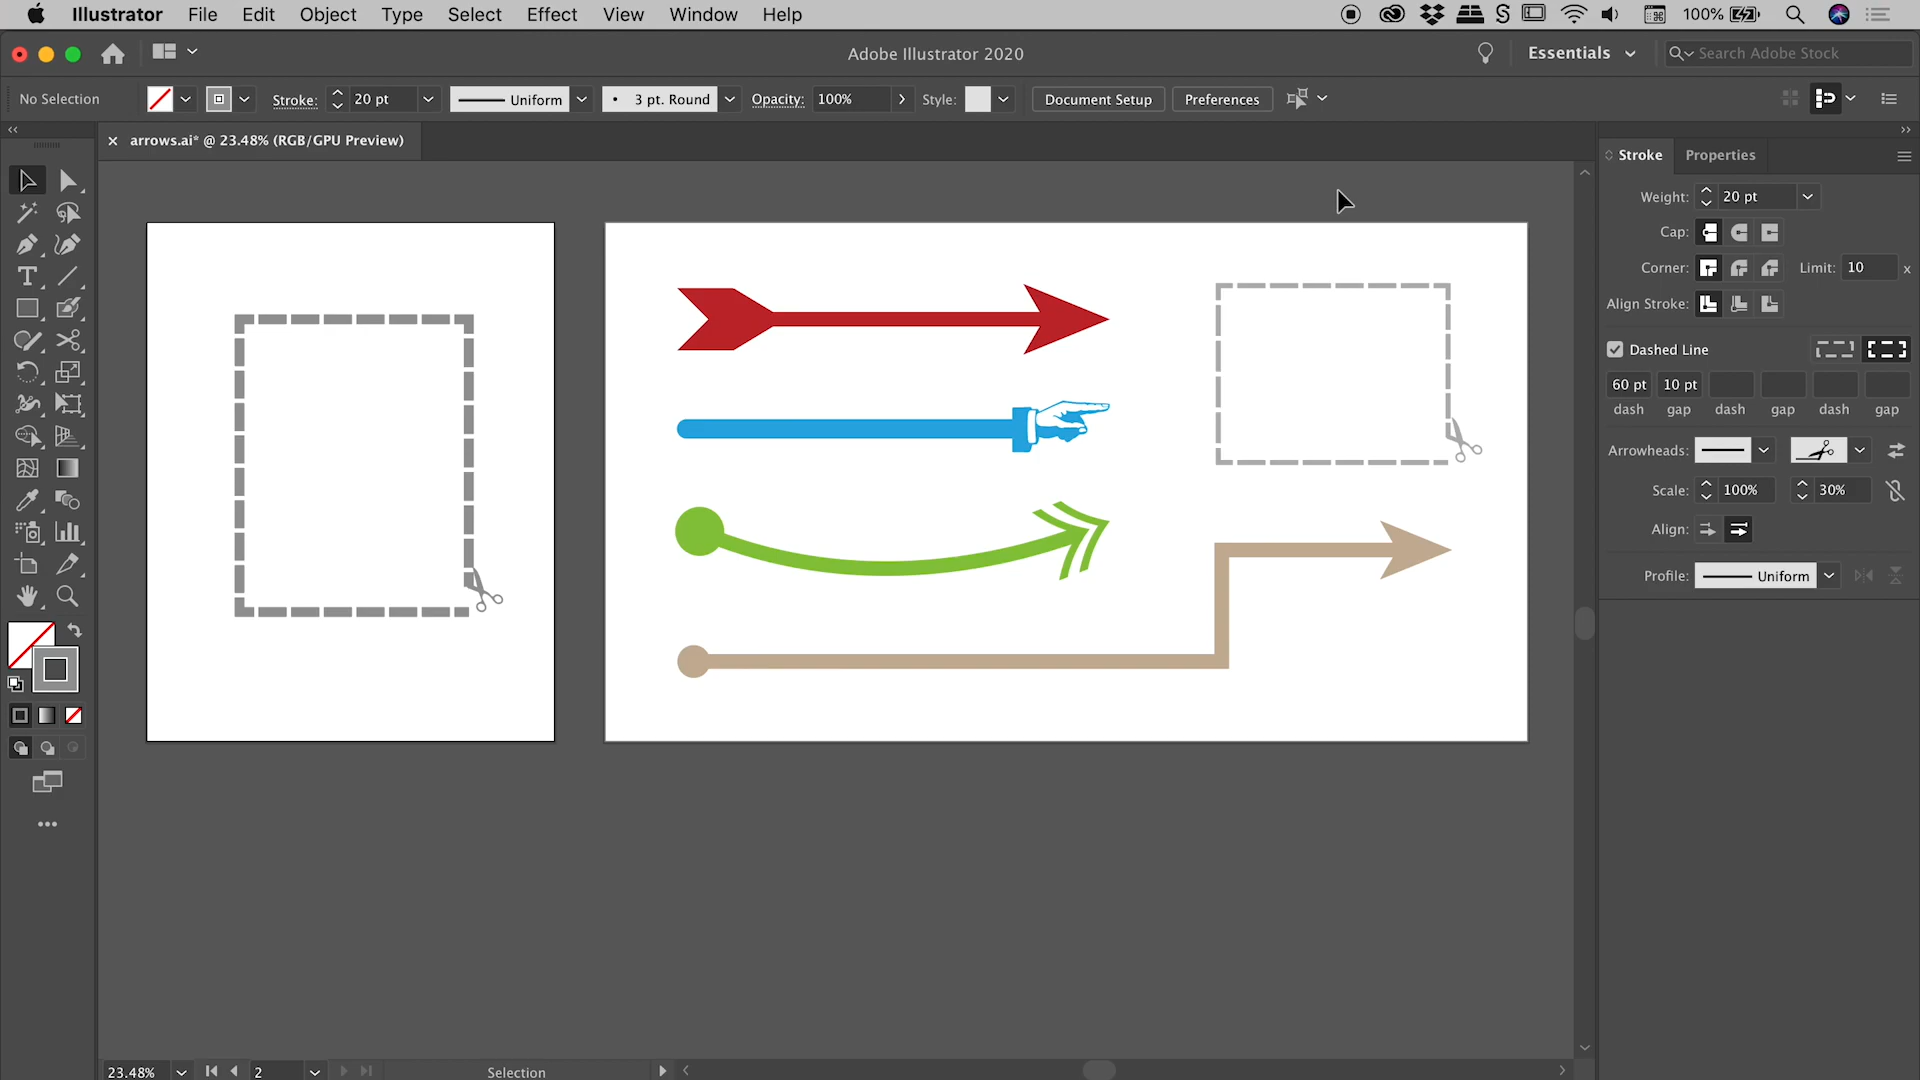 Illustrator File Edit Object Type Select Effect View Window Help 100%
Adobe Illustrator 2020 Essentials Search Adobe Stock
No Selection Stroke: 20 pt Uniform 3 pt. Round Opacity: 100% Style: Document Setup Preferences
arrows.ai* @ 23.48% (RGB/GPU Preview)
Stroke Properties
Weight: 20 pt
Cap:
Corner: Limit: 10 x
Align Stroke:
Dashed Line
60 pt 10 pt
dash gap dash gap dash gap
Arrowheads:
Scale: 100% 30%
Align:
Profile: Uniform
23.48% 2 Selection